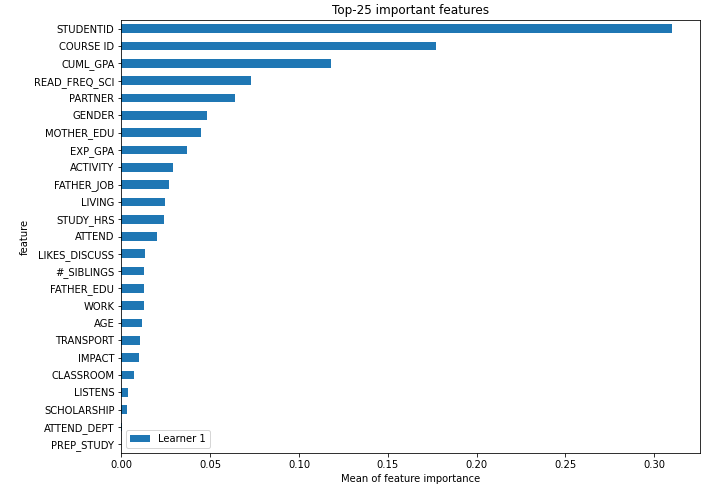 Top-25 important features
STUDENTID
COURSE ID
CUML_GPA
READ_FREQ_SCI
PARTNER
GENDER
MOTHER_EDU
EXP_GPA
ACTIVITY
FATHER_JOB
LIVING
STUDY_HRS
ATTEND
LIKES_DISCUSS
#_SIBLINGS
FATHER_EDU
WORK
AGE
TRANSPORT
IMPACT
CLASSROOM
LISTENS
SCHOLARSHIP
ATTEND_DEPT
PREP_STUDY
feature
Learner 1
0.00 0.05 0.10 0.15 0.20 0.25 0.30
Mean of feature importance